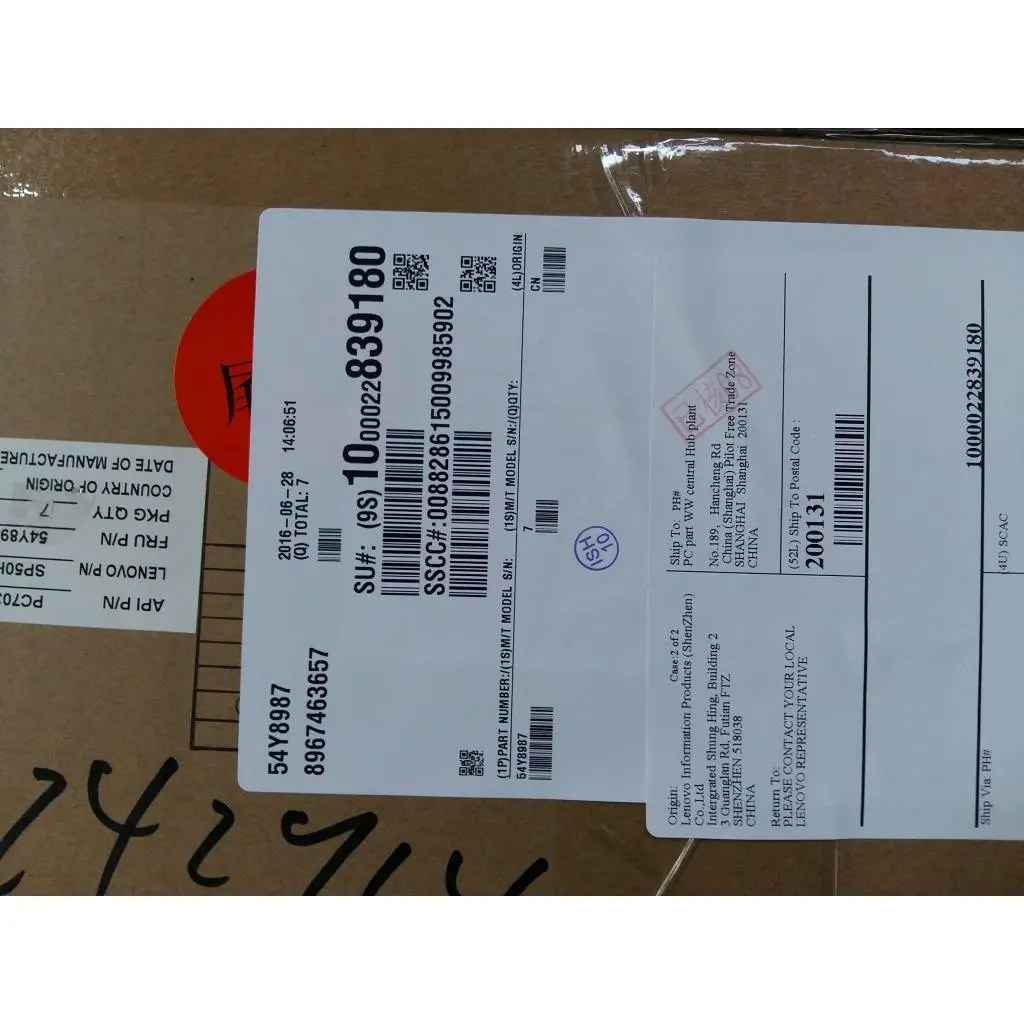 54Y8987
8967463657
2016-06-28 14:06:51
(Q) TOTAL: 7
SU#: (9S)1000022839180
SSCC#:008828615009985902
(1P)PART NUMBER:/(1S)M/T MODEL S/N:
54Y8987
(1S)M/T MODEL S/N:/(Q)QTY:
7
(4L)ORIGIN
CN
ISH
10
Origin: Case:2 of 2
Lenovo Information Products (ShenZhen)
Co.,Ltd
Intergrated Shung Hing, Building 2
3 Guanglan Rd, Futian FTZ
SHENZHEN 518038
CHINA
Return To:
PLEASE CONTACT YOUR LOCAL
LENOVO REPRESENTATIVE
Ship To: PH#
PC part WW central Hub plant
No.189, Hancheng Rd
China (Shanghai) Pilot Free Trade Zone
SHANGHAI Shanghai 200131
CHINA
(52L) Ship To Postal Code :
200131
1000022839180
Ship Via: PH#
(4U) SCAC
API P/N PC703
LENOVO P/N SP50H
FRU P/N 54Y89
PKG QTY 7
COUNTRY OF ORIGIN
DATE OF MANUFACTURE